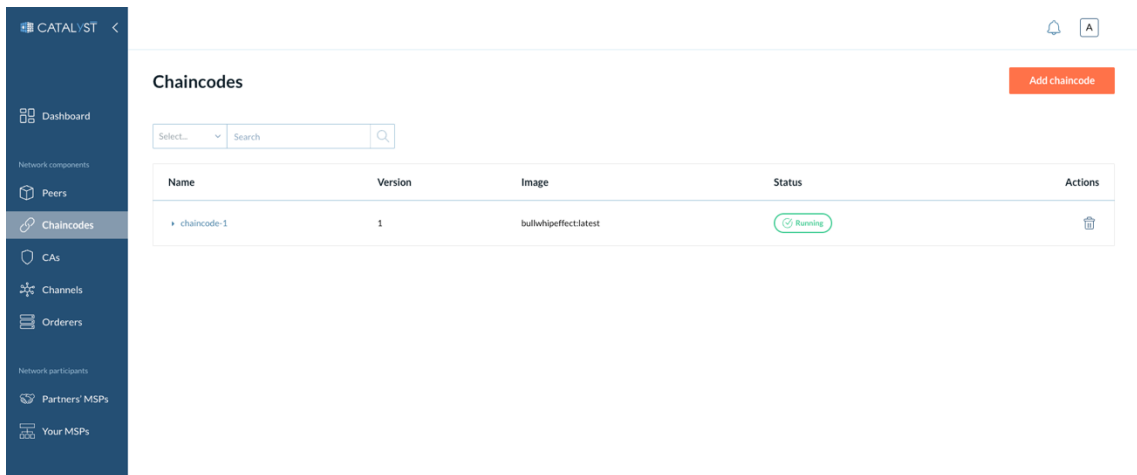 CATALYST
A
Chaincodes
Add chaincode
Dashboard
Select...
Search
Network components
Name Version Image Status Actions
Peers
Chaincodes
chaincode-1 1 bullwhipeffect:latest Running
CAs
Channels
Orderers
Network participants
Partners' MSPs
Your MSPs